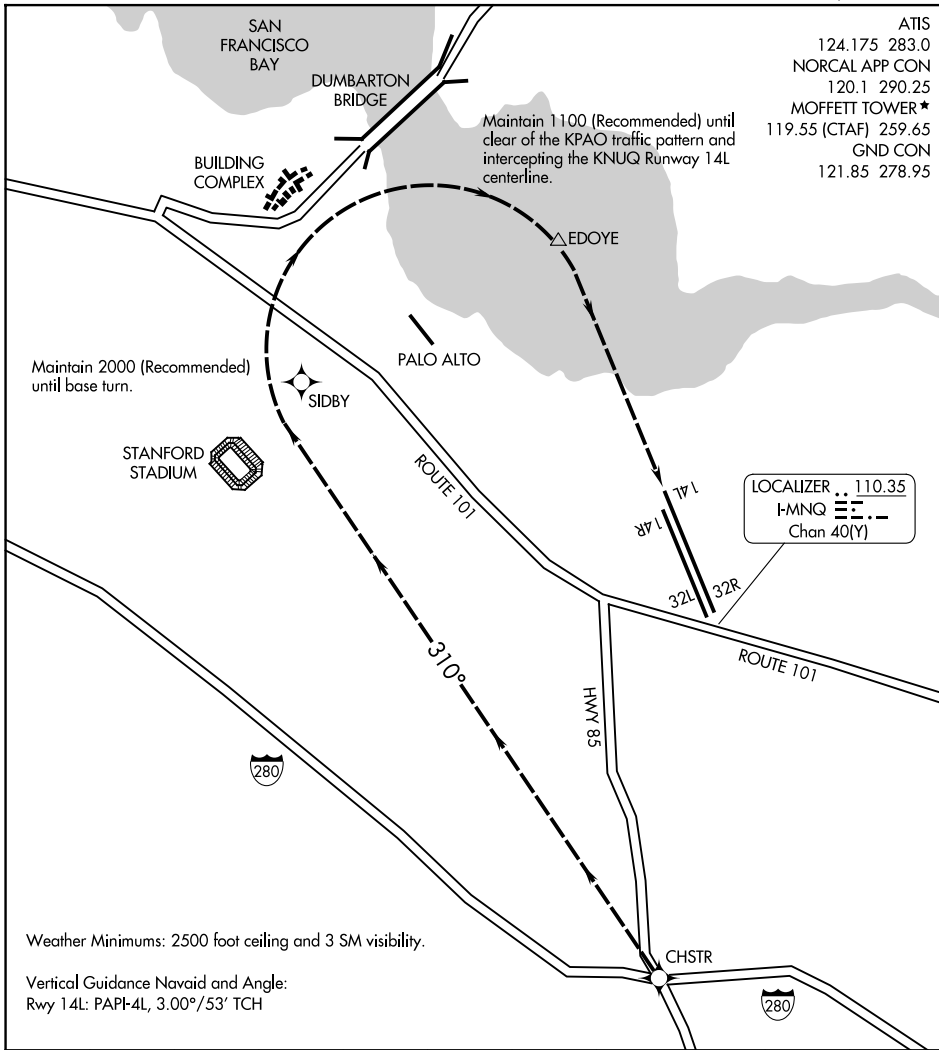 SAN
FRANCISCO
BAY
ATIS
124.175 283.0
NORCAL APP CON
120.1 290.25
MOFFETT TOWER★
119.55 (CTAF) 259.65
GND CON
121.85 278.95
DUMBARTON
BRIDGE
Maintain 1100 (Recommended) until
clear of the KPAO traffic pattern and
intercepting the KNUQ Runway 14L
centerline.
BUILDING
COMPLEX
EDOYE
PALO ALTO
Maintain 2000 (Recommended)
until base turn.
SIDBY
STANFORD
STADIUM
ROUTE 101
14L
14R
LOCALIZER .. 110.35
I-MNQ
Chan 40(Y)
32L
32R
ROUTE 101
310°
HWY 85
280
Weather Minimums: 2500 foot ceiling and 3 SM visibility.
CHSTR
Vertical Guidance Navaid and Angle:
Rwy 14L: PAPI-4L, 3.00°/53' TCH
280